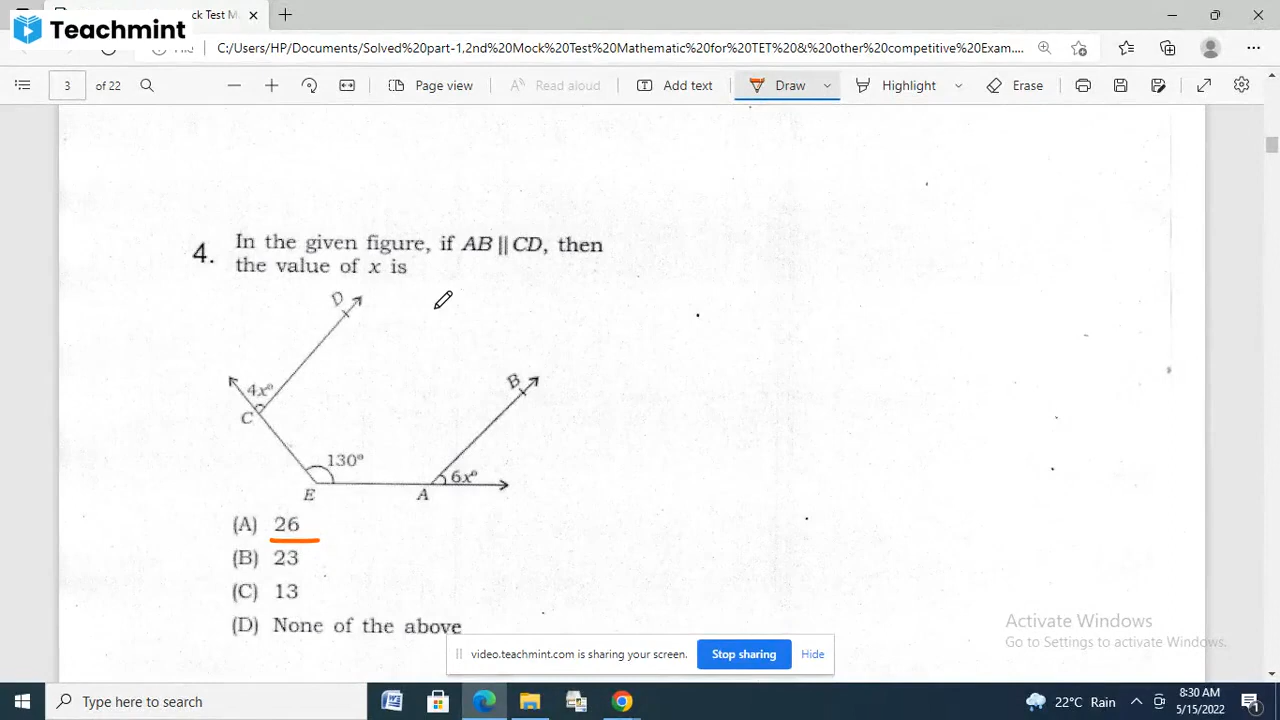 Teachmint
ck Test M
C:/Users/HP/Documents/Solved%20part-1,2nd%20Mock%20Test%20Mathematic%20for%20TET%20&%20other%20competitive%20Exam....
3 of 22
Page view
Read aloud
Add text
Draw
Highlight
Erase
4. In the given figure, if AB || CD, then
the value of x is
D
4x°
C
B
130°
6x°
E
A
(A) 26
(B) 23
(C) 13
(D) None of the above
Activate Windows
Go to Settings to activate Windows.
video.teachmint.com is sharing your screen.
Stop sharing
Hide
Type here to search
22°C Rain
8:30 AM
5/15/2022
1